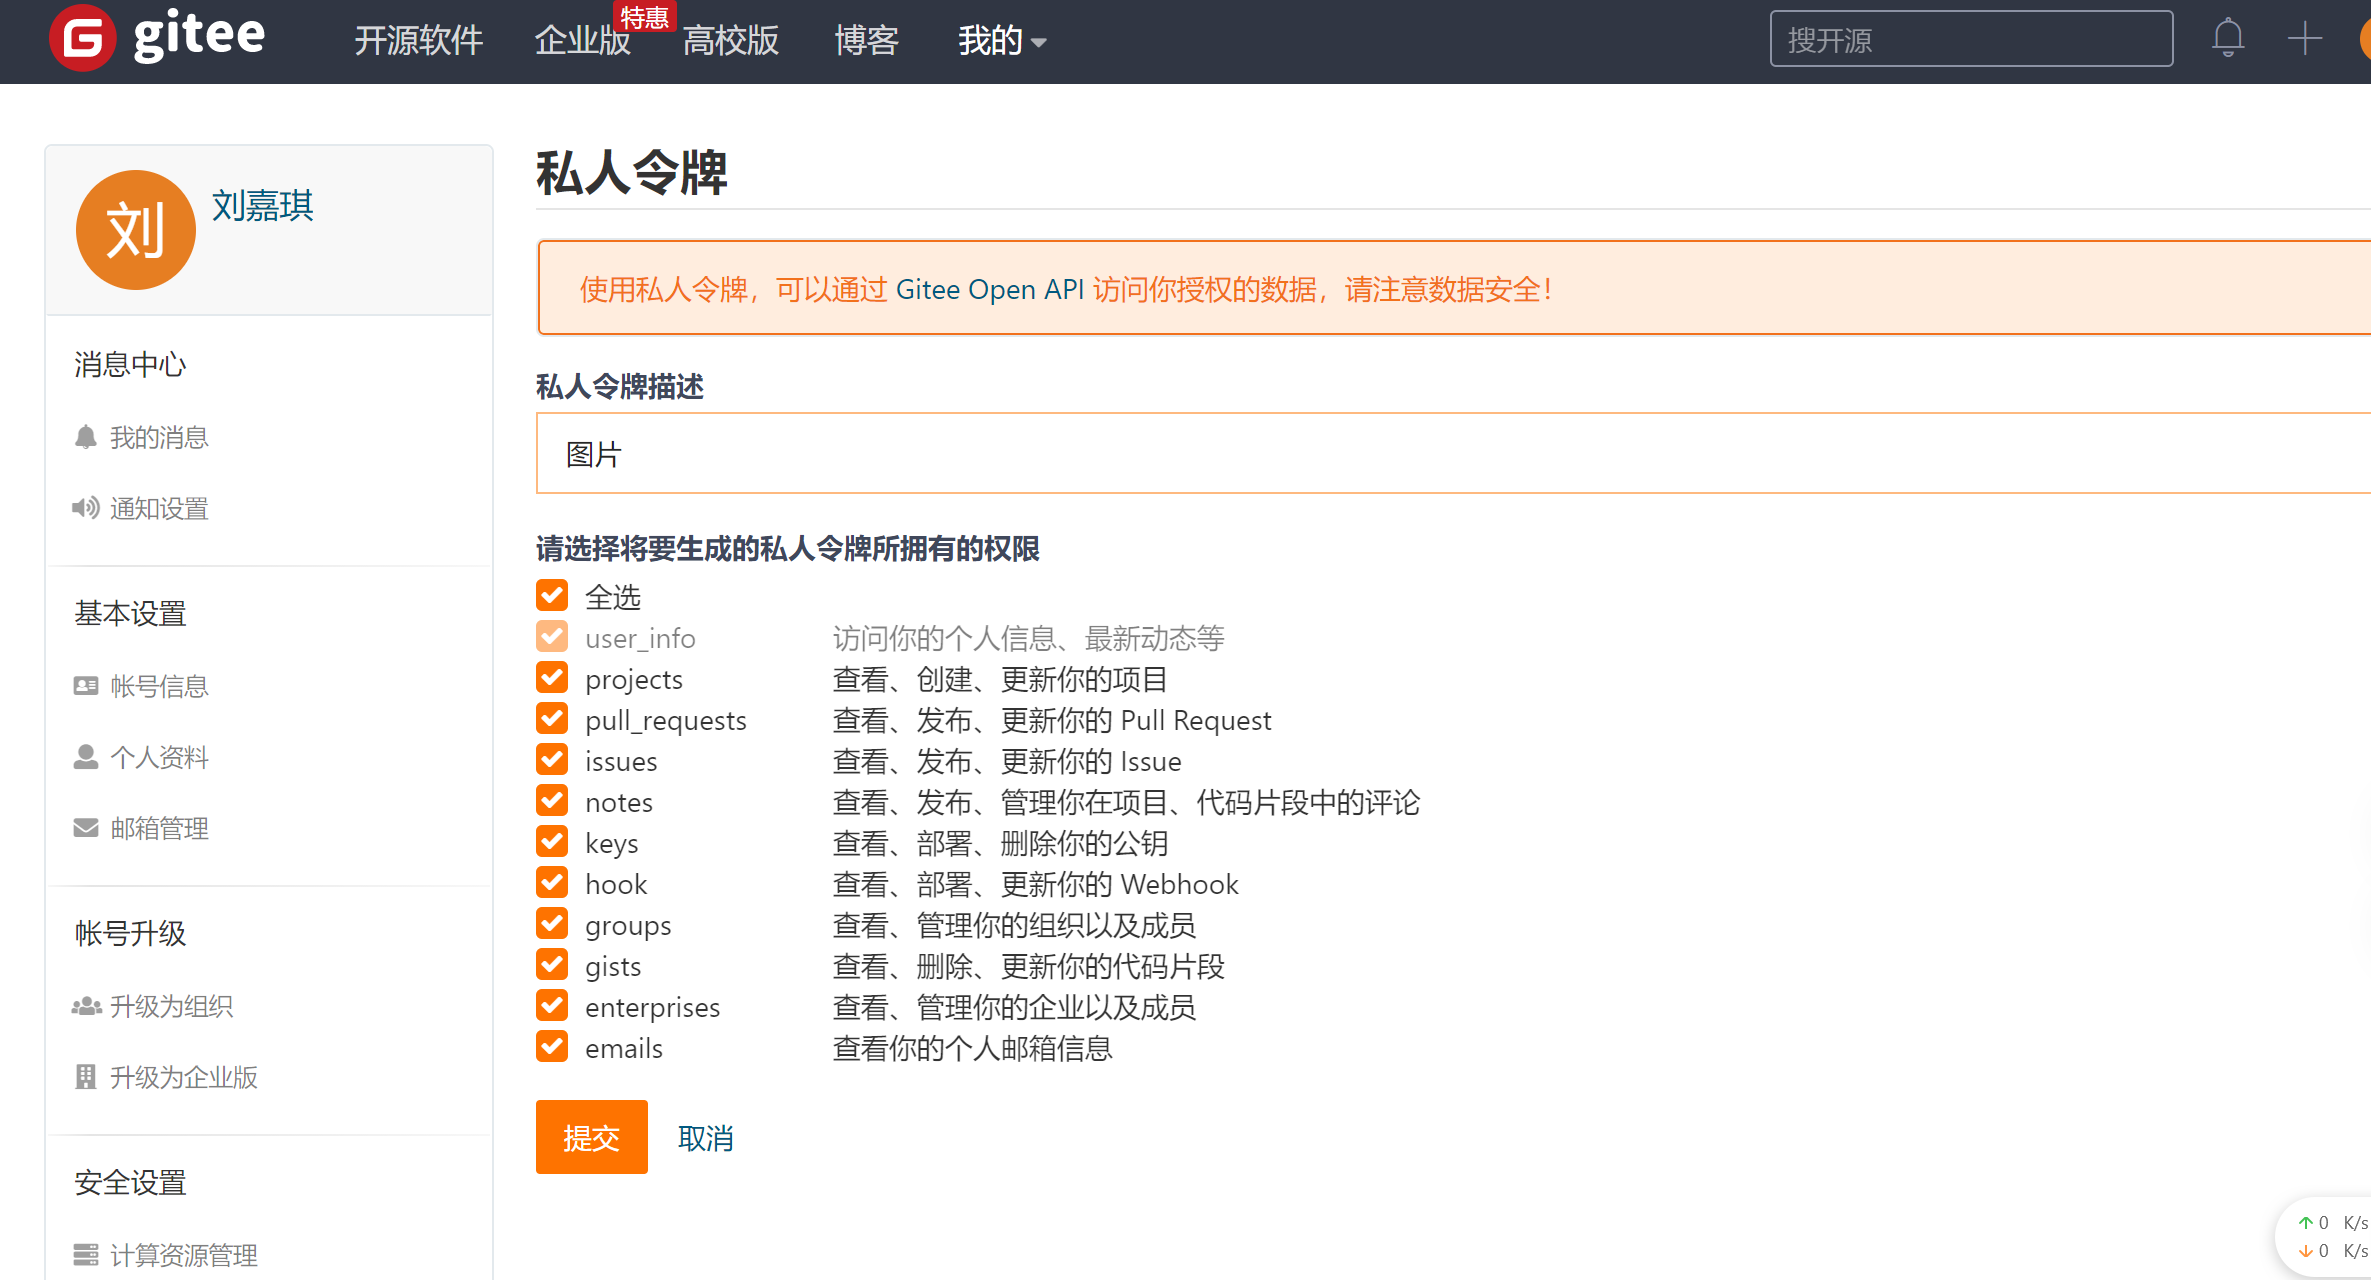 gitee 开源软件 企业版 特惠 高校版 博客 我的 搜开源
刘 刘嘉琪
消息中心
我的消息
通知设置
基本设置
帐号信息
个人资料
邮箱管理
帐号升级
升级为组织
升级为企业版
安全设置
计算资源管理
私人令牌
使用私人令牌，可以通过 Gitee Open API 访问你授权的数据，请注意数据安全！
私人令牌描述
图片
请选择将要生成的私人令牌所拥有的权限
全选
user_info 访问你的个人信息、最新动态等
projects 查看、创建、更新你的项目
pull_requests 查看、发布、更新你的 Pull Request
issues 查看、发布、更新你的 Issue
notes 查看、发布、管理你在项目、代码片段中的评论
keys 查看、部署、删除你的公钥
hook 查看、部署、更新你的 Webhook
groups 查看、管理你的组织以及成员
gists 查看、删除、更新你的代码片段
enterprises 查看、管理你的企业以及成员
emails 查看你的个人邮箱信息
提交 取消
0 K/s
0 K/s